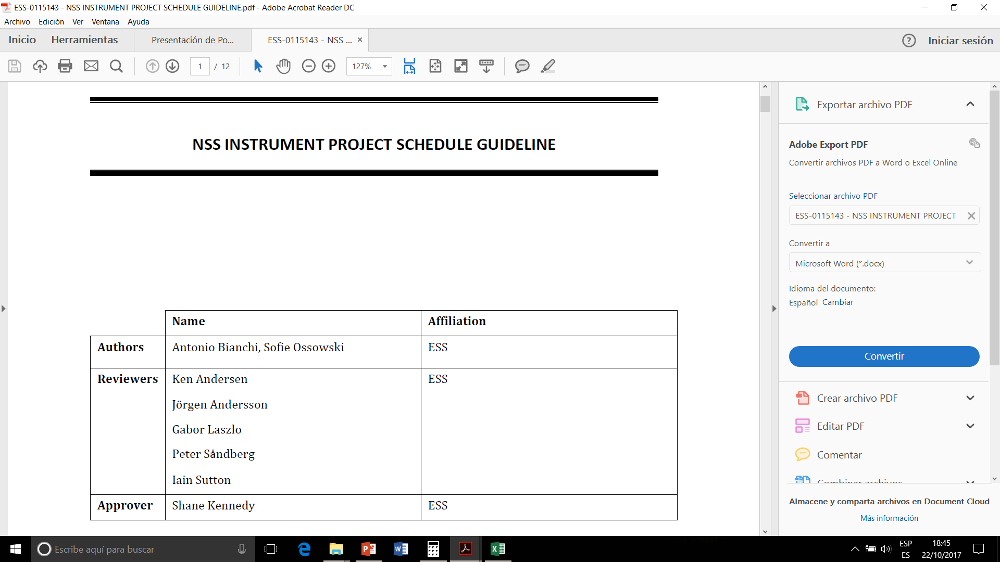 ESS-0115143 - NSS INSTRUMENT PROJECT SCHEDULE GUIDELINE.pdf - Adobe Acrobat Reader DC
Archivo Edición Ver Ventana Ayuda
Inicio Herramientas Presentación de Po... ESS-0115143 - NSS ... Iniciar sesión
1 / 12 127%
NSS INSTRUMENT PROJECT SCHEDULE GUIDELINE
Name Affiliation
Authors Antonio Bianchi, Sofie Ossowski ESS
Reviewers Ken Andersen ESS
Jörgen Andersson
Gabor Laszlo
Peter Såndberg
Iain Sutton
Approver Shane Kennedy ESS
Exportar archivo PDF
Adobe Export PDF
Convertir archivos PDF a Word o Excel Online
Seleccionar archivo PDF
ESS-0115143 - NSS INSTRUMENT PROJECT
Convertir a
Microsoft Word (*.docx)
Idioma del documento:
Español Cambiar
Convertir
Crear archivo PDF
Editar PDF
Comentar
Combinar archivos
Almacene y comparta archivos en Document Cloud
Más información
Escribe aquí para buscar
ESP
ES
18:45
22/10/2017